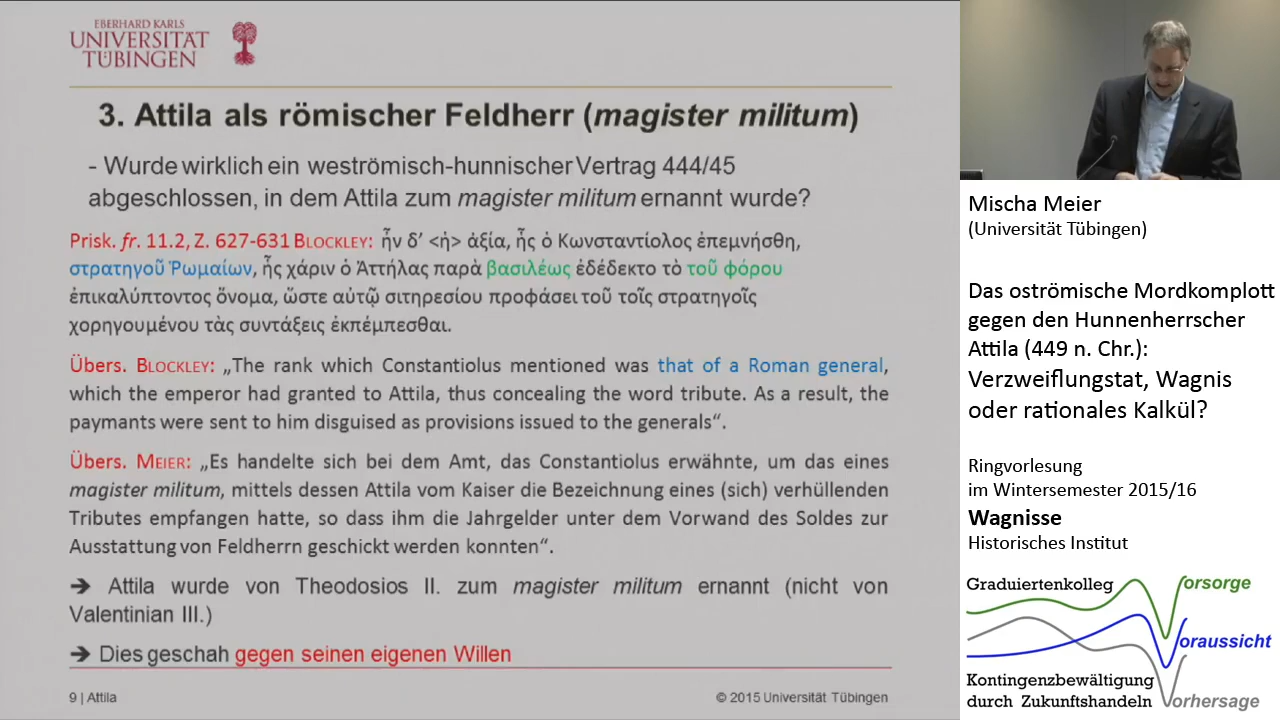 EBERHARD KARLS
UNIVERSITÄT
TÜBINGEN
3. Attila als römischer Feldherr (magister militum)
- Wurde wirklich ein weströmisch-hunnischer Vertrag 444/45
abgeschlossen, in dem Attila zum magister militum ernannt wurde?
Prisk. fr. 11.2, Z. 627-631 BLOCKLEY: ἦν δ’ <ἡ> ἀξία, ἧς ὁ Κωνσταντίολος ἐπεμνήσθη,
στρατηγοῦ Ῥωμαίων, ἧς χάριν ὁ Ἀττήλας παρὰ βασιλέως ἐδέδεκτο τὸ τοῦ φόρου
ἐπικαλύπτοντος ὄνομα, ὥστε αὐτῷ σιτηρεσίου προφάσει τοῦ τοῖς στρατηγοῖς
χορηγουμένου τὰς συντάξεις ἐκπέμπεσθαι.
Übers. BLOCKLEY: „The rank which Constantiolus mentioned was that of a Roman general,
which the emperor had granted to Attila, thus concealing the word tribute. As a result, the
paymants were sent to him disguised as provisions issued to the generals“.
Übers. MEIER: „Es handelte sich bei dem Amt, das Constantiolus erwähnte, um das eines
magister militum, mittels dessen Attila vom Kaiser die Bezeichnung eines (sich) verhüllenden
Tributes empfangen hatte, so dass ihm die Jahrgelder unter dem Vorwand des Soldes zur
Ausstattung von Feldherrn geschickt werden konnten“.
➔ Attila wurde von Theodosios II. zum magister militum ernannt (nicht von
Valentinian III.)
➔ Dies geschah gegen seinen eigenen Willen
9 | Attila
© 2015 Universität Tübingen
Mischa Meier
(Universität Tübingen)
Das oströmische Mordkomplott
gegen den Hunnenherrscher
Attila (449 n. Chr.):
Verzweiflungstat, Wagnis
oder rationales Kalkül?
Ringvorlesung
im Wintersemester 2015/16
Wagnisse
Historisches Institut
Graduiertenkolleg
Vorsorge
Voraussicht
Vorhersage
Kontingenzbewältigung
durch Zukunftshandeln